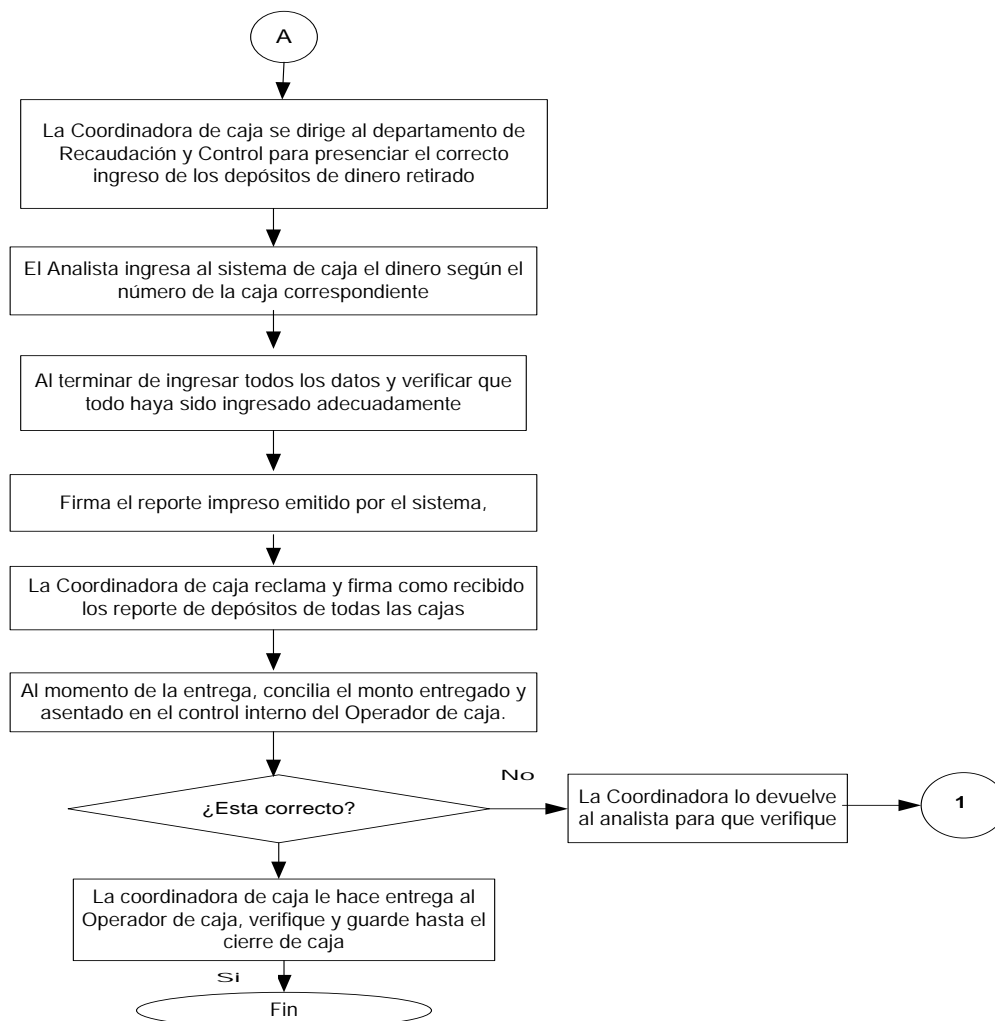 A
La Coordinadora de caja se dirige al departamento de
Recaudación y Control para presenciar el correcto
ingreso de los depósitos de dinero retirado
El Analista ingresa al sistema de caja el dinero según el
número de la caja correspondiente
Al terminar de ingresar todos los datos y verificar que
todo haya sido ingresado adecuadamente
Firma el reporte impreso emitido por el sistema,
La Coordinadora de caja reclama y firma como recibido
los reporte de depósitos de todas las cajas
Al momento de la entrega, concilia el monto entregado y
asentado en el control interno del Operador de caja.
¿Esta correcto?
No
La Coordinadora lo devuelve
al analista para que verifique
1
La coordinadora de caja le hace entrega al
Operador de caja, verifique y guarde hasta el
cierre de caja
Si
Fin